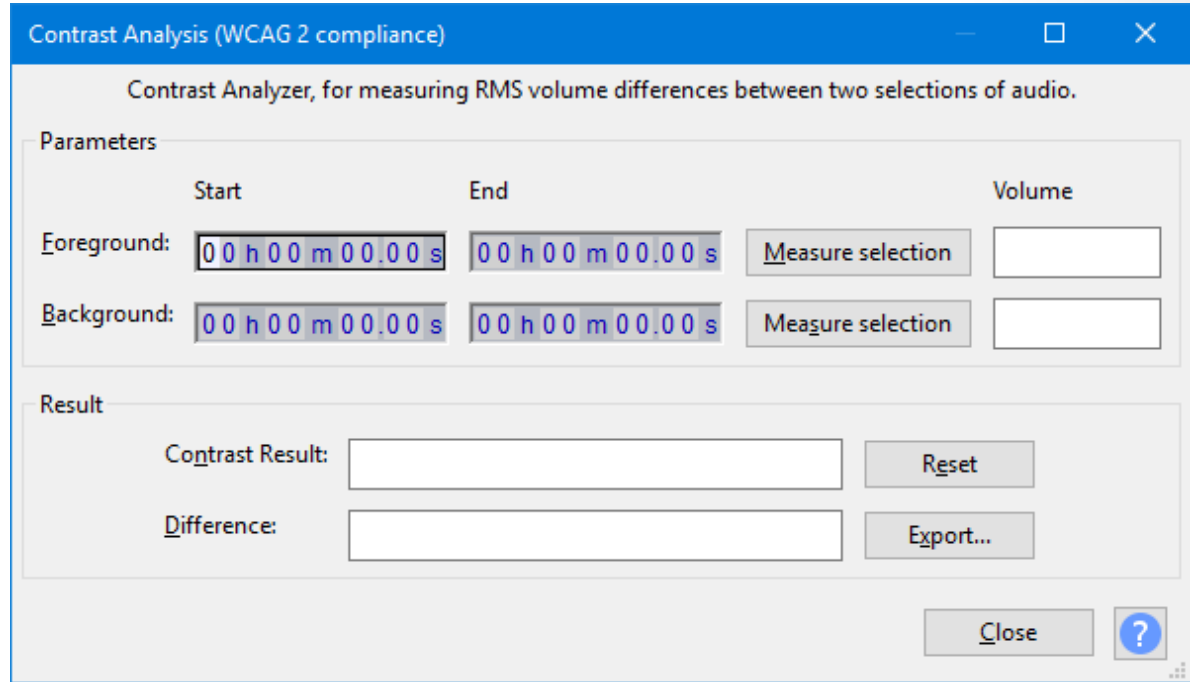 Contrast Analysis (WCAG 2 compliance)
Contrast Analyzer, for measuring RMS volume differences between two selections of audio.
Parameters
Start End Volume
Foreground: 00h00m00.00s 00h00m00.00s Measure selection
Background: 00h00m00.00s 00h00m00.00s Measure selection
Result
Contrast Result: Reset
Difference: Export...
Close ?